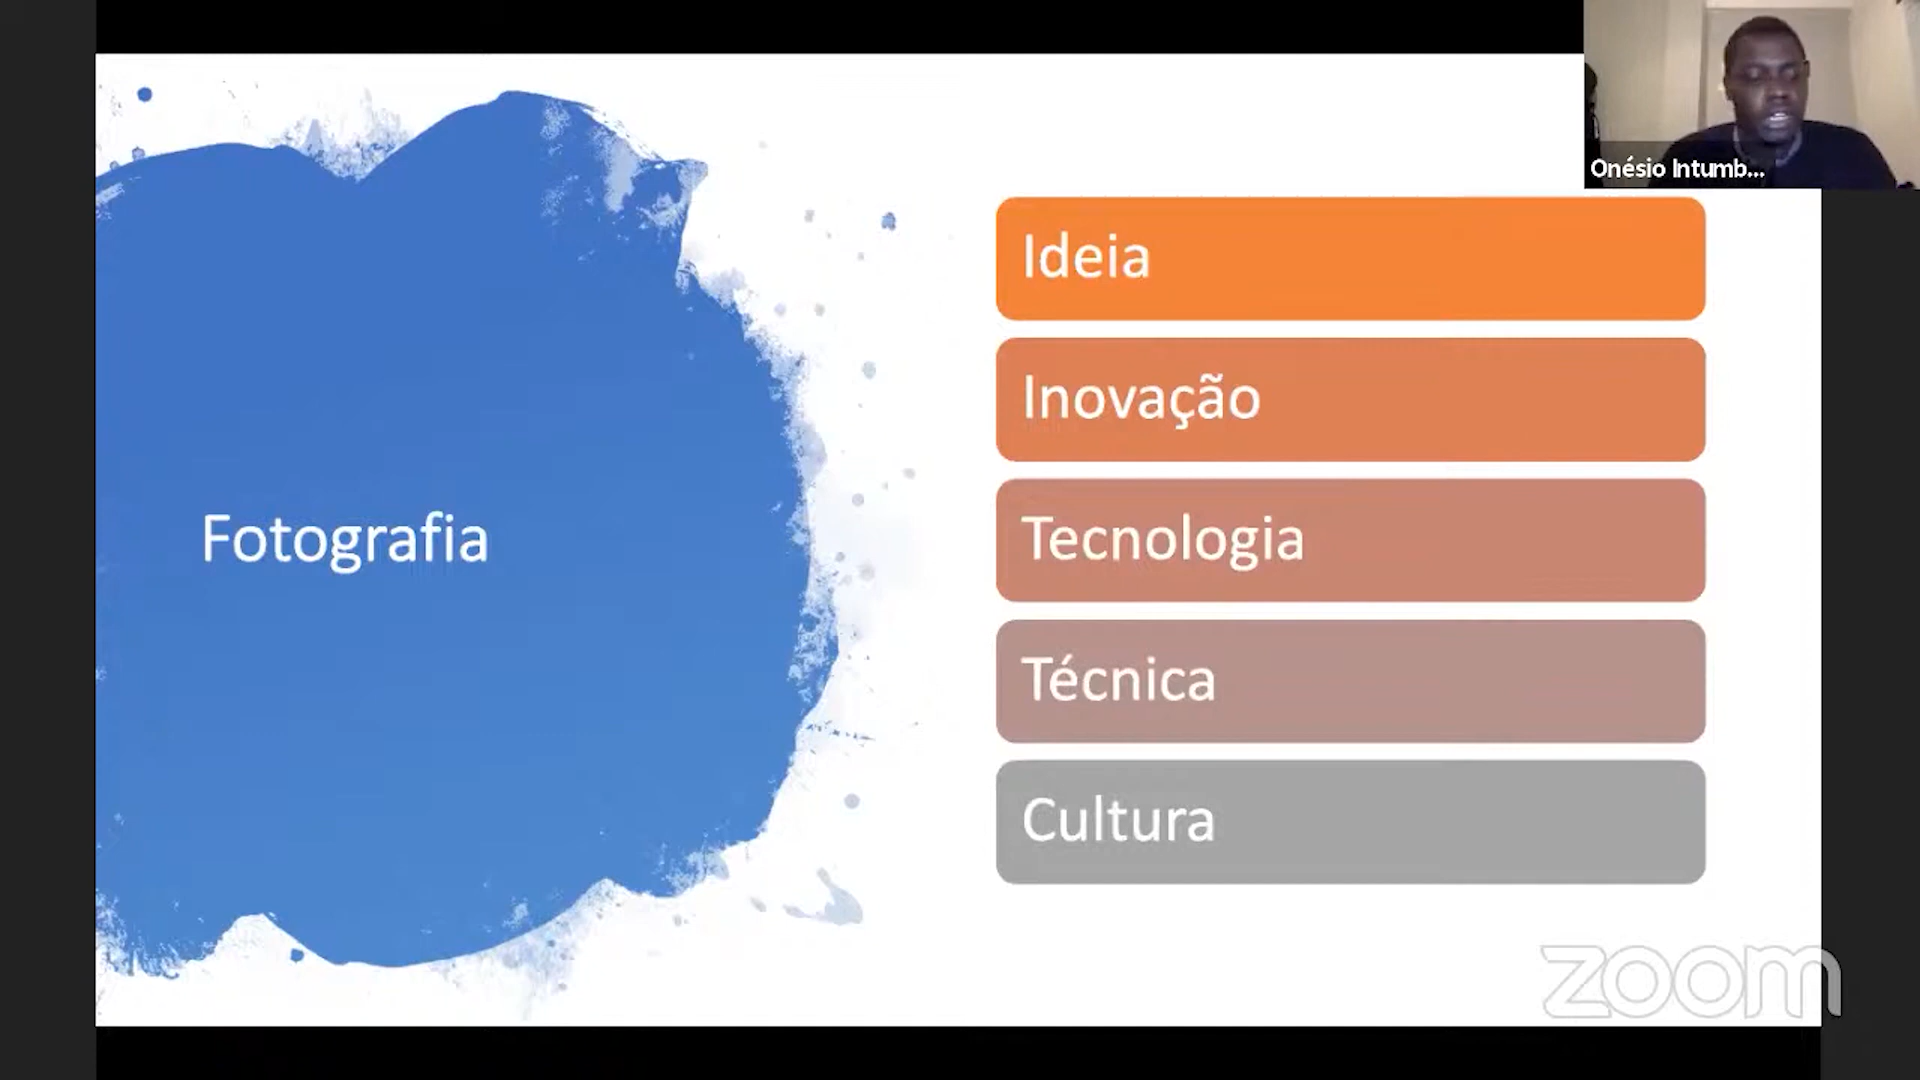 Onésio Intumb...
Ideia
Inovação
Tecnologia
Técnica
Cultura
Fotografia
zoom